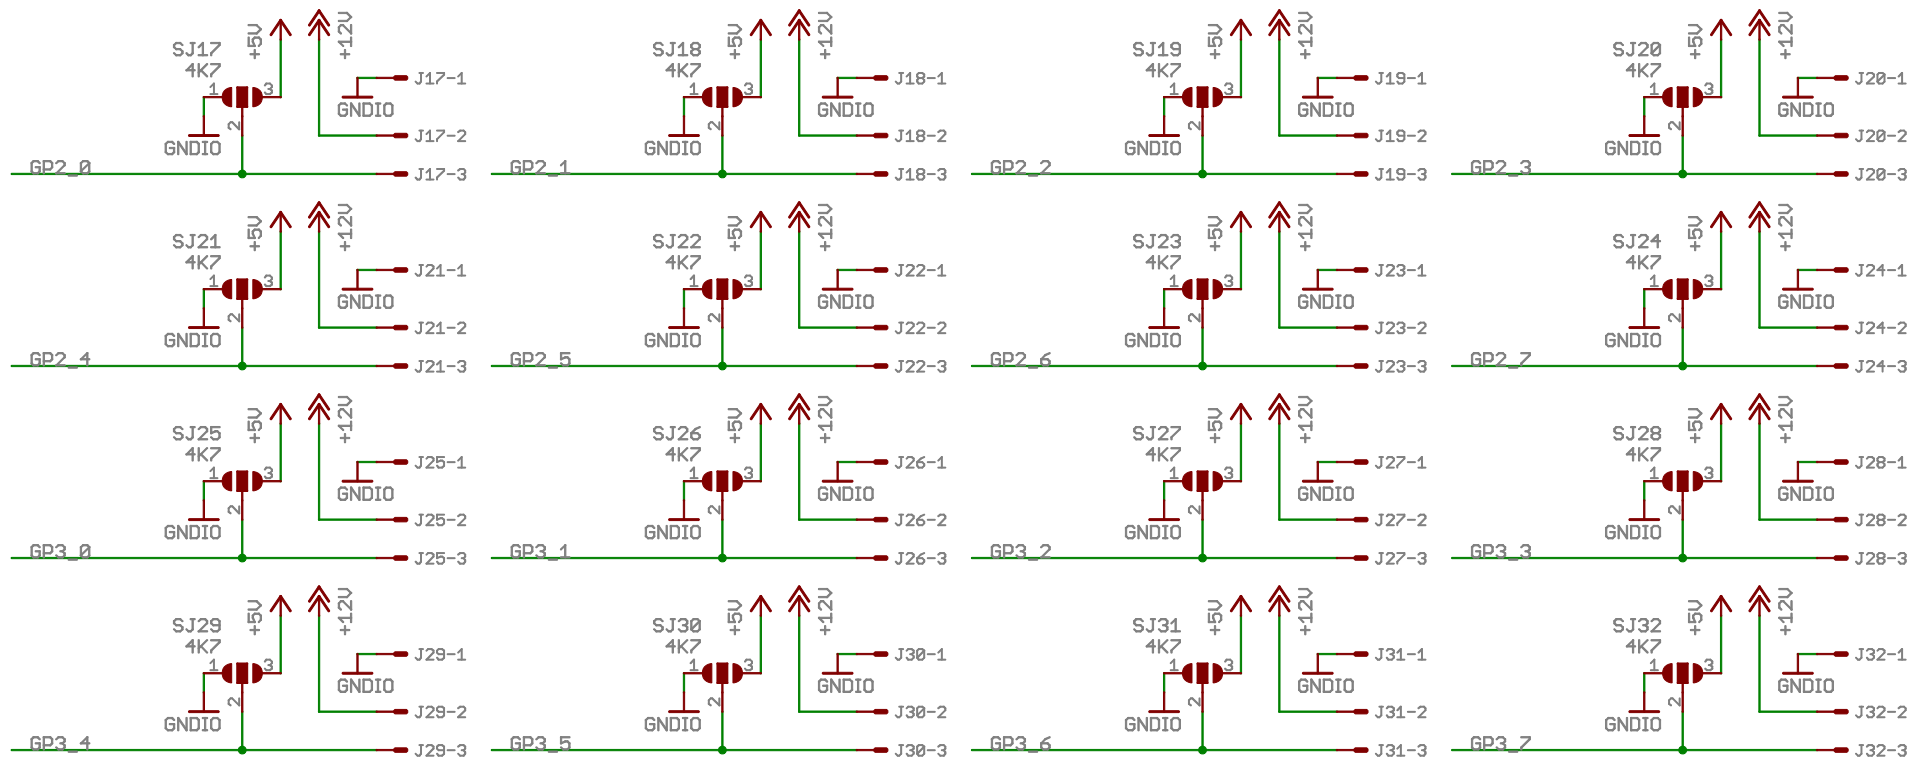 SJ17
4K7
+5V
+12V
1
3
2
GNDIO
GNDIO
J17-1
J17-2
J17-3
GP2_0
SJ18
4K7
+5V
+12V
1
3
2
GNDIO
GNDIO
J18-1
J18-2
J18-3
GP2_1
SJ19
4K7
+5V
+12V
1
3
2
GNDIO
GNDIO
J19-1
J19-2
J19-3
GP2_2
SJ20
4K7
+5V
+12V
1
3
2
GNDIO
GNDIO
J20-1
J20-2
J20-3
GP2_3
SJ21
4K7
+5V
+12V
1
3
2
GNDIO
GNDIO
J21-1
J21-2
J21-3
GP2_4
SJ22
4K7
+5V
+12V
1
3
2
GNDIO
GNDIO
J22-1
J22-2
J22-3
GP2_5
SJ23
4K7
+5V
+12V
1
3
2
GNDIO
GNDIO
J23-1
J23-2
J23-3
GP2_6
SJ24
4K7
+5V
+12V
1
3
2
GNDIO
GNDIO
J24-1
J24-2
J24-3
GP2_7
SJ25
4K7
+5V
+12V
1
3
2
GNDIO
GNDIO
J25-1
J25-2
J25-3
GP3_0
SJ26
4K7
+5V
+12V
1
3
2
GNDIO
GNDIO
J26-1
J26-2
J26-3
GP3_1
SJ27
4K7
+5V
+12V
1
3
2
GNDIO
GNDIO
J27-1
J27-2
J27-3
GP3_2
SJ28
4K7
+5V
+12V
1
3
2
GNDIO
GNDIO
J28-1
J28-2
J28-3
GP3_3
SJ29
4K7
+5V
+12V
1
3
2
GNDIO
GNDIO
J29-1
J29-2
J29-3
GP3_4
SJ30
4K7
+5V
+12V
1
3
2
GNDIO
GNDIO
J30-1
J30-2
J30-3
GP3_5
SJ31
4K7
+5V
+12V
1
3
2
GNDIO
GNDIO
J31-1
J31-2
J31-3
GP3_6
SJ32
4K7
+5V
+12V
1
3
2
GNDIO
GNDIO
J32-1
J32-2
J32-3
GP3_7